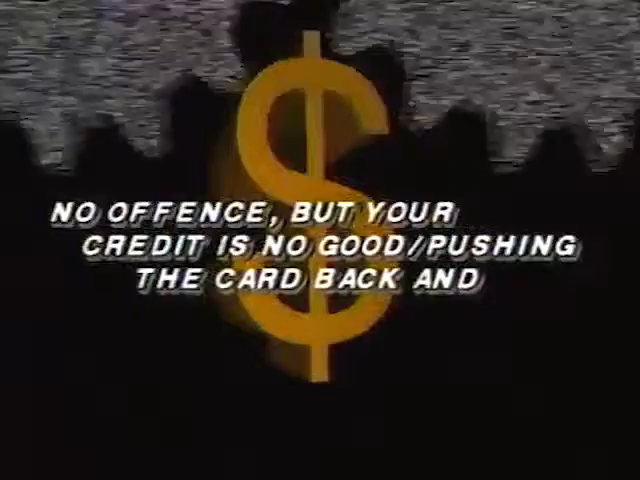 NO OFFENCE, BUT YOUR
CREDIT IS NO GOOD/PUSHING
THE CARD BACK AND